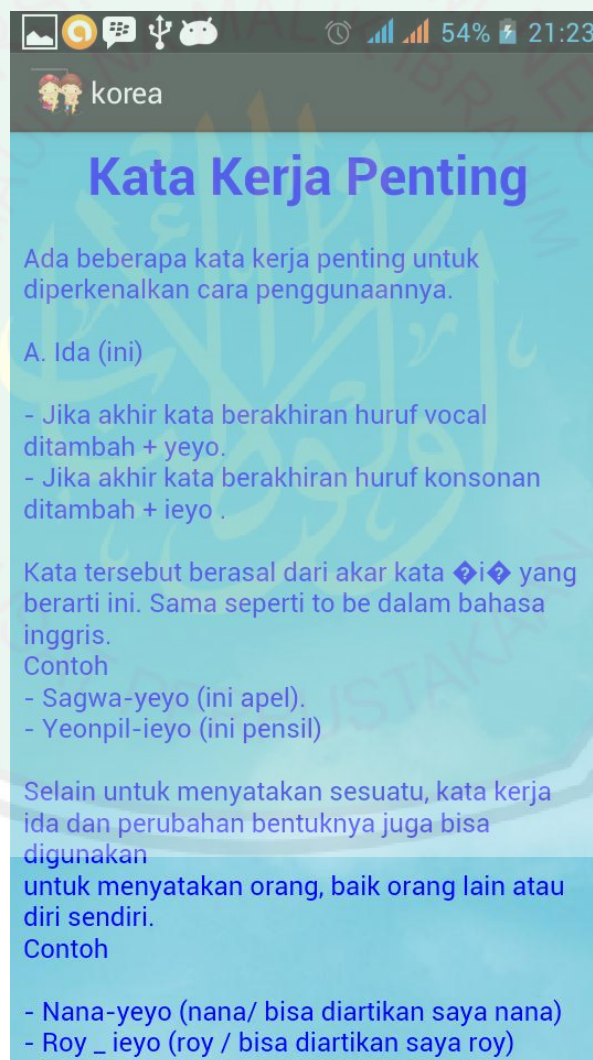 54% 21:23
korea
Kata Kerja Penting
Ada beberapa kata kerja penting untuk
diperkenalkan cara penggunaannya.
A. Ida (ini)
- Jika akhir kata berakhiran huruf vocal
ditambah + yeyo.
- Jika akhir kata berakhiran huruf konsonan
ditambah + ieyo .
Kata tersebut berasal dari akar kata �i� yang
berarti ini. Sama seperti to be dalam bahasa
inggris.
Contoh
- Sagwa-yeyo (ini apel).
- Yeonpil-ieyo (ini pensil)
Selain untuk menyatakan sesuatu, kata kerja
ida dan perubahan bentuknya juga bisa
digunakan
untuk menyatakan orang, baik orang lain atau
diri sendiri.
Contoh
- Nana-yeyo (nana/ bisa diartikan saya nana)
- Roy _ ieyo (roy / bisa diartikan saya roy)